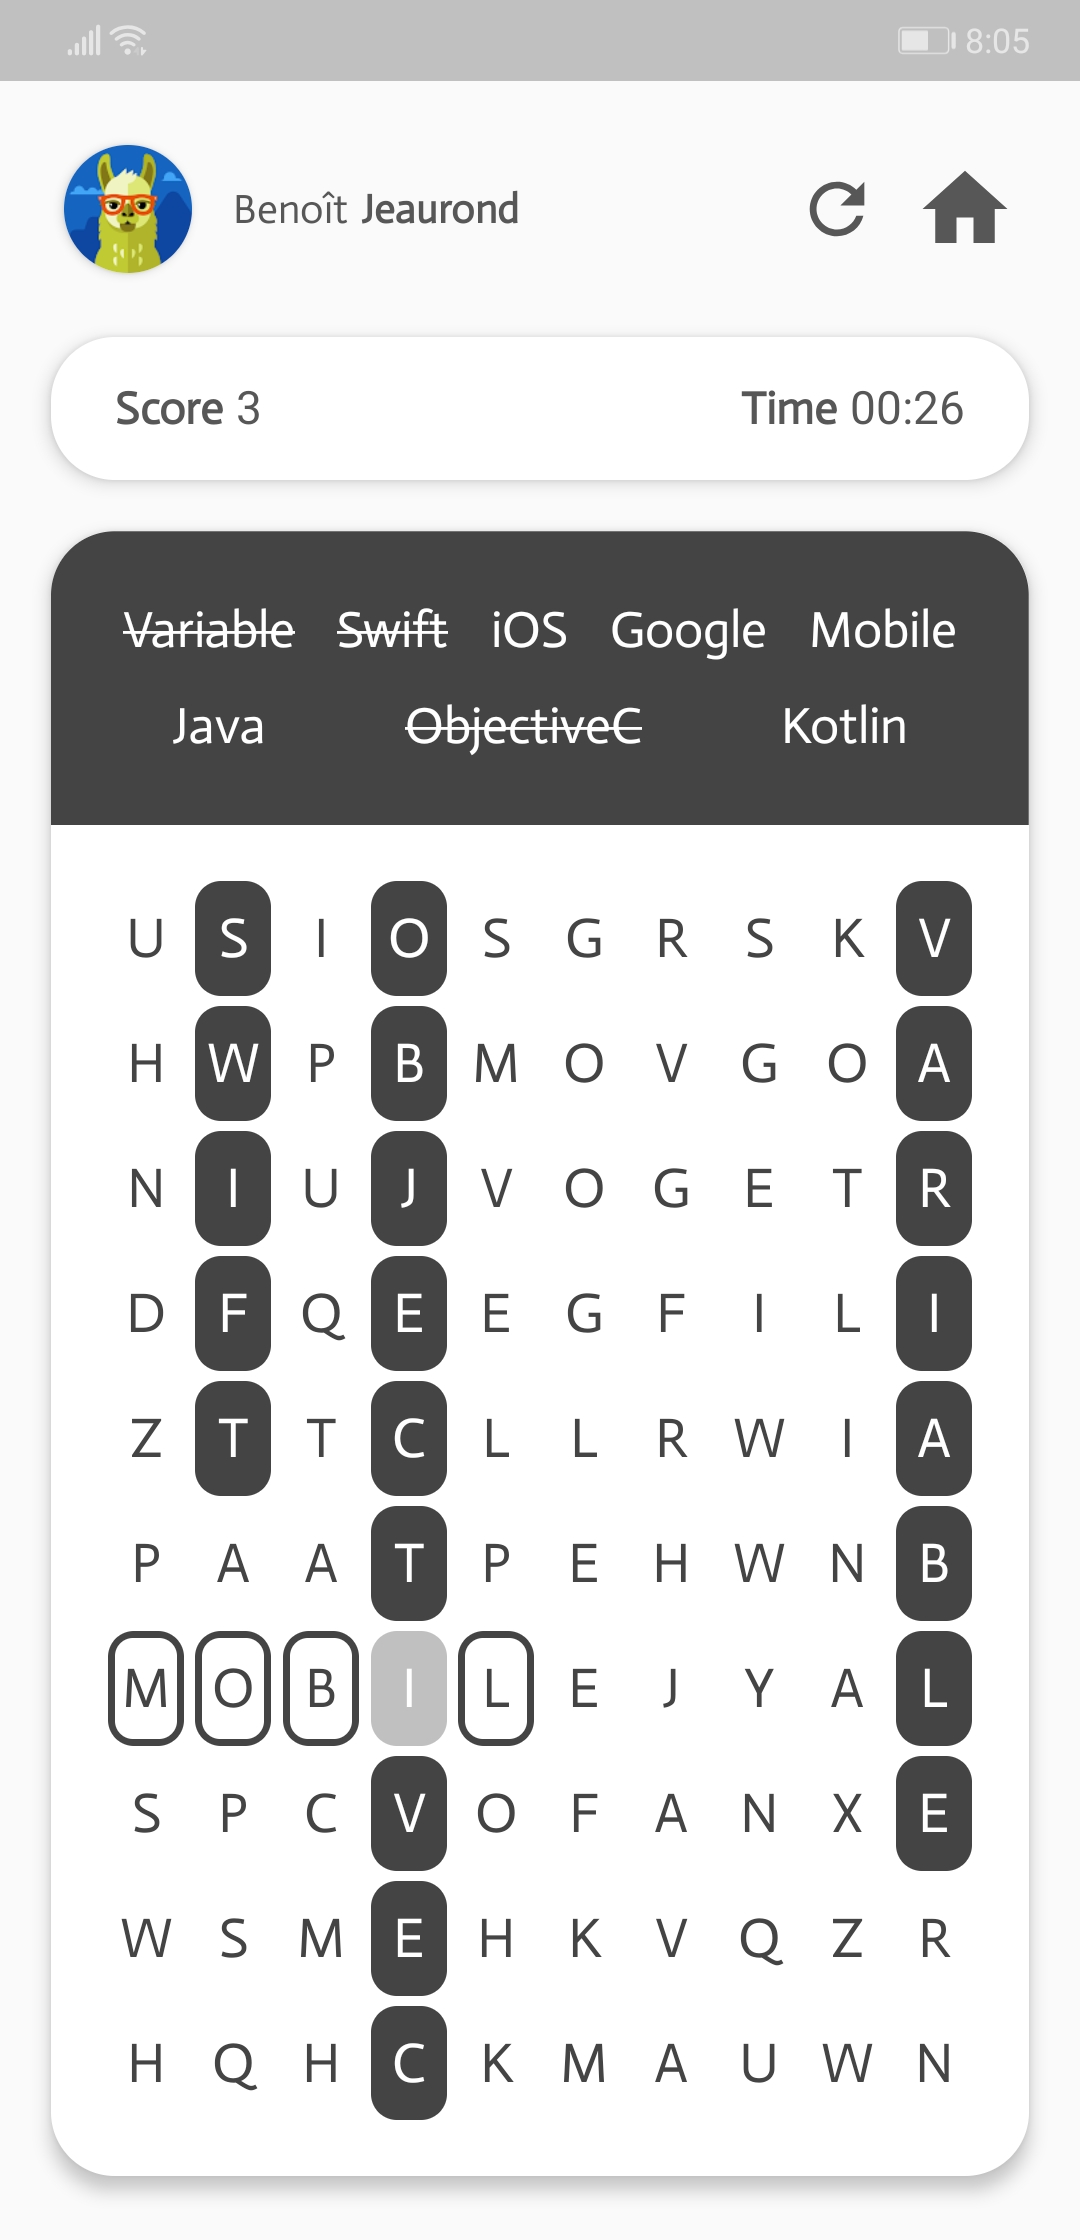 8:05
Benoît Jeaurond
Score 3 Time 00:26
Variable Swift iOS Google Mobile
Java ObjectiveC Kotlin
U S I O S G R S K V
H W P B M O V G O A
N I U J V O G E T R
D F Q E E G F I L I
Z T T C L L R W I A
P A A T P E H W N B
M O B I L E J Y A L
S P C V O F A N X E
W S M E H K V Q Z R
H Q H C K M A U W N